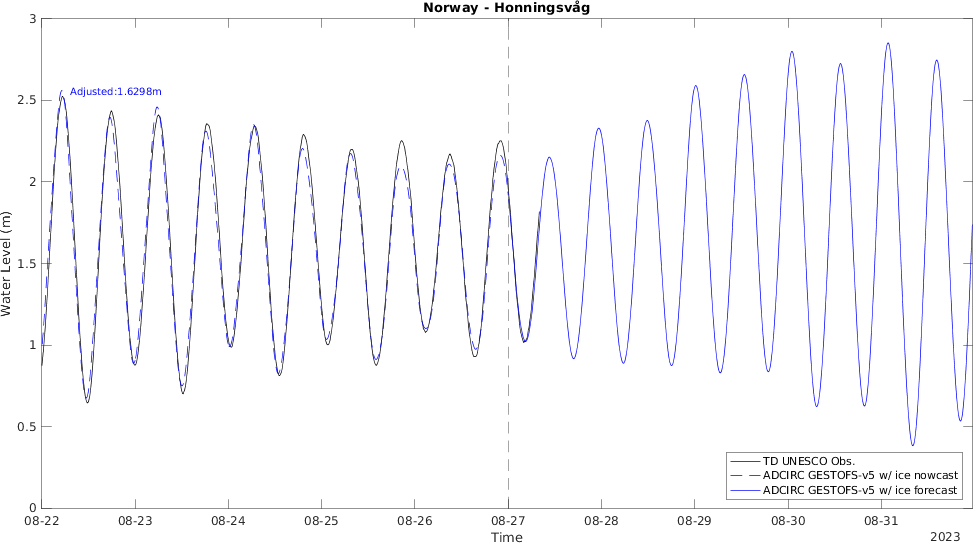 Norway - Honningsvåg
3
2.5
2
1.5
1
0.5
0
Water Level (m)
Adjusted:1.6298m
TD UNESCO Obs.
ADCIRC GESTOFS-v5 w/ ice nowcast
ADCIRC GESTOFS-v5 w/ ice forecast
08-22 08-23 08-24 08-25 08-26 08-27 08-28 08-29 08-30 08-31
Time
2023